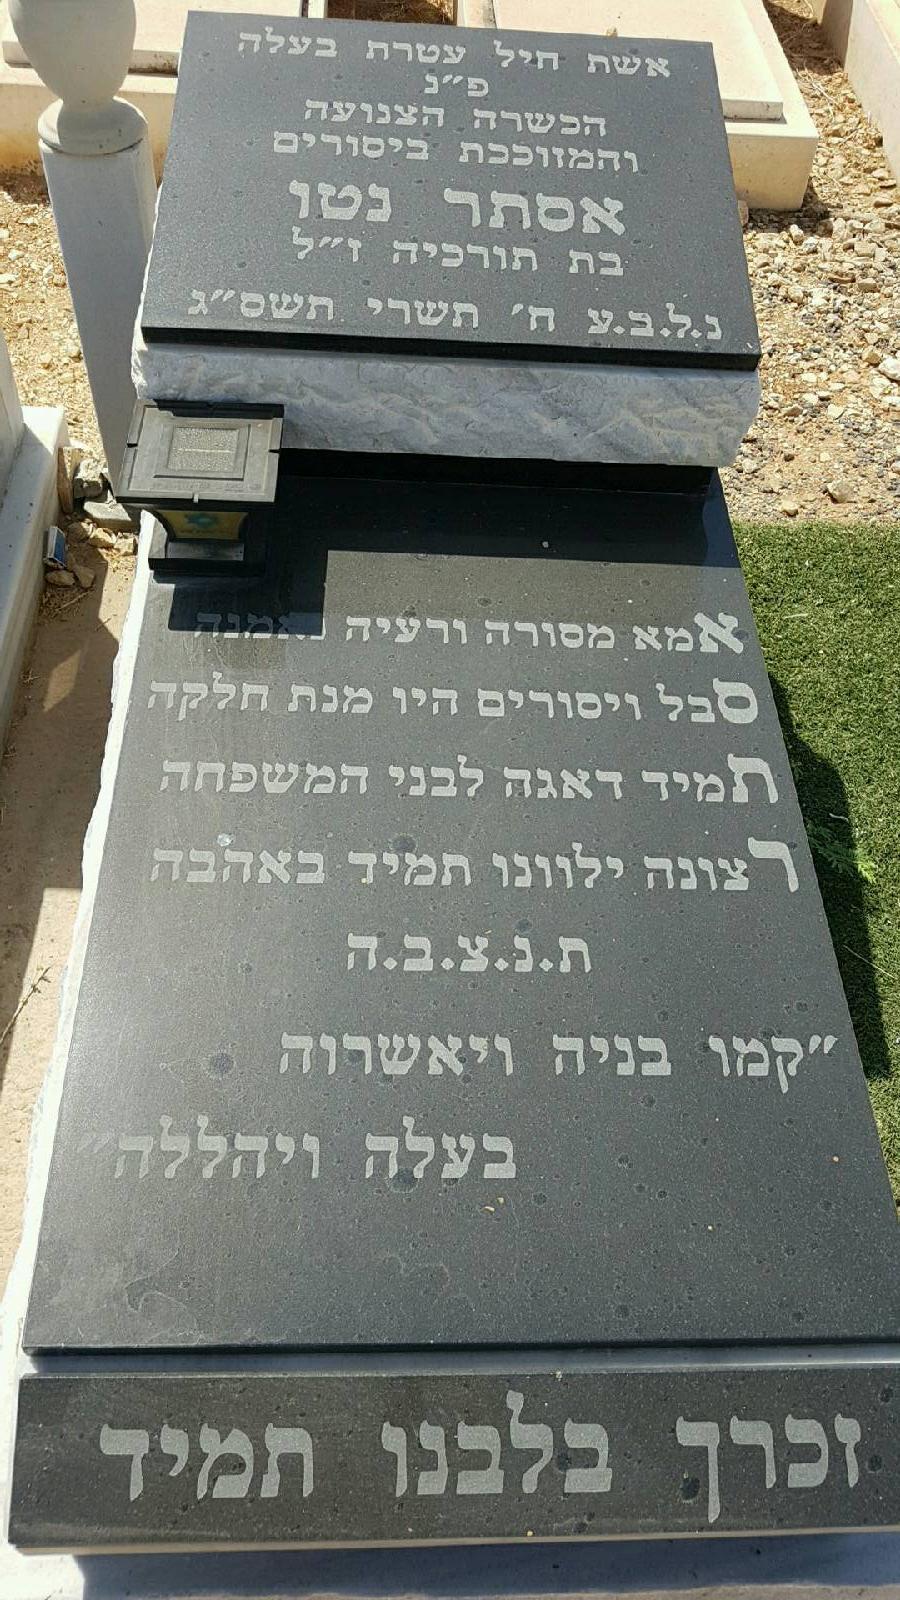 אשת חיל עטרת בעלה
פ״נ
הכשרה הצנועה
והמזוככת ביסורים
אסתר נטו
בת תורכיה ז״ל
נ.ל.ב.ע ח׳ תשרי תשס״ג
אמא מסורה ורעיה נאמנה
סבל ויסורים היו מנת חלקה
תמיד דאגה לבני המשפחה
רצונה ילוונו תמיד באהבה
ת.נ.צ.ב.ה
״קמו בניה ויאשרוה
בעלה ויהללה״
זכרך בלבנו תמיד